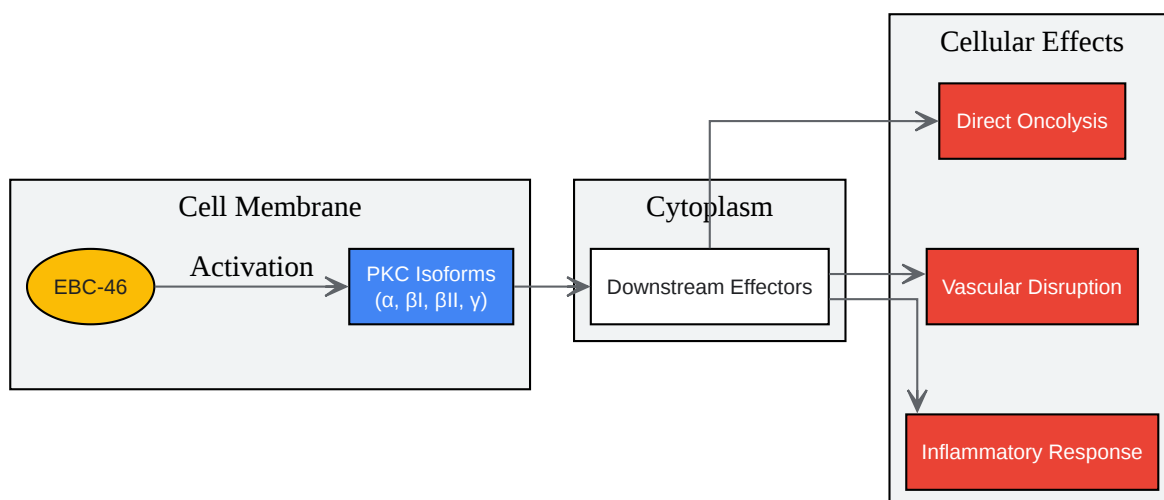 Cell Membrane
EBC-46
Activation
PKC Isoforms
(α, βI, βII, γ)
Cytoplasm
Downstream Effectors
Cellular Effects
Direct Oncolysis
Vascular Disruption
Inflammatory Response